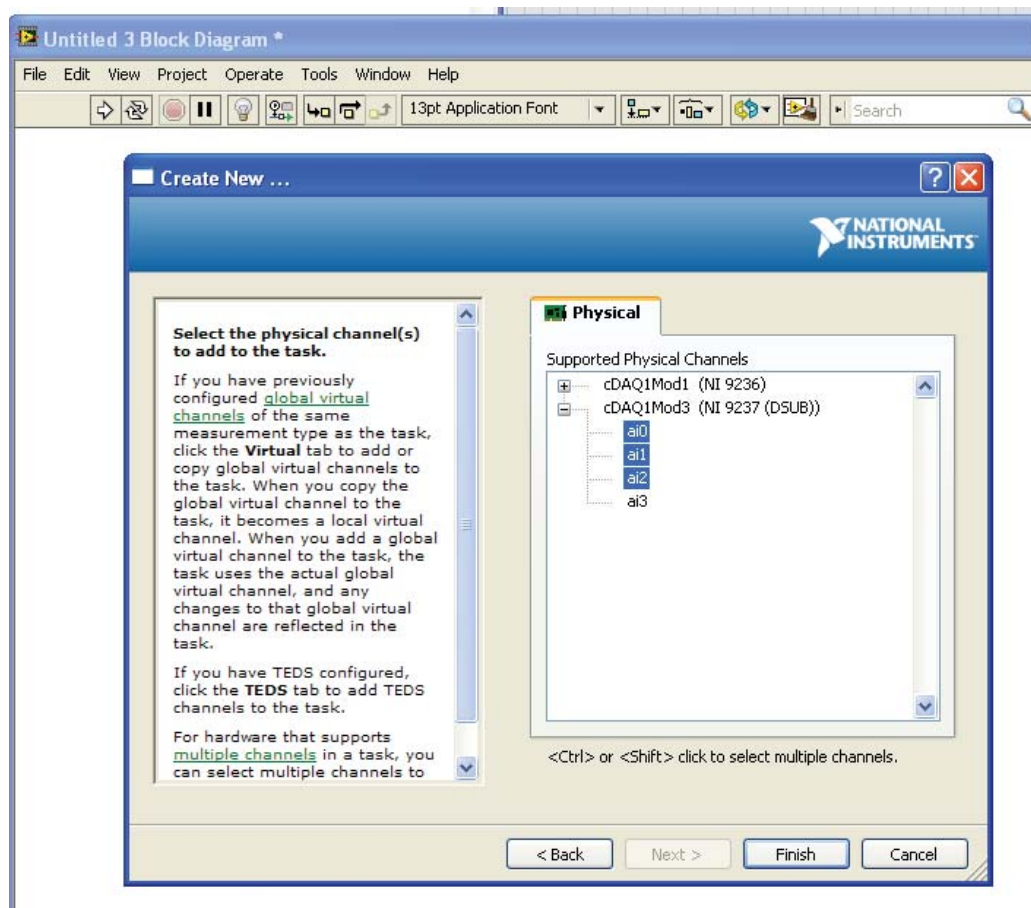 Untitled 3 Block Diagram *
File Edit View Project Operate Tools Window Help
13pt Application Font
Search
Create New ...
NATIONAL
INSTRUMENTS
Select the physical channel(s)
to add to the task.
If you have previously
configured global virtual
channels of the same
measurement type as the task,
click the Virtual tab to add or
copy global virtual channels to
the task. When you copy the
global virtual channel to the
task, it becomes a local virtual
channel. When you add a global
virtual channel to the task, the
task uses the actual global
virtual channel, and any
changes to that global virtual
channel are reflected in the
task.
If you have TEDS configured,
click the TEDS tab to add TEDS
channels to the task.
For hardware that supports
multiple channels in a task, you
can select multiple channels to
Physical
Supported Physical Channels
cDAQ1Mod1 (NI 9236)
cDAQ1Mod3 (NI 9237 (DSUB))
ai0
ai1
ai2
ai3
<Ctrl> or <Shift> click to select multiple channels.
< Back Next > Finish Cancel